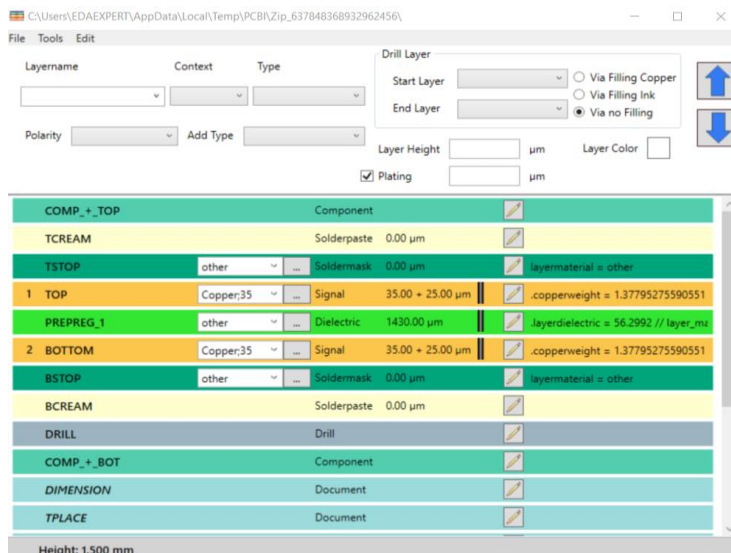 C:\Users\EDAEXPERT\AppData\Local\Temp\PCBI\Zip_637848368932962456\
File Tools Edit
Drill Layer
Layername Context Type
Start Layer Via Filling Copper
Via Filling Ink
End Layer Via no Filling
Polarity Add Type
Layer Height µm Layer Color
Plating µm
COMP_+_TOP Component
TCREAM Solderpaste 0.00 µm
TSTOP other ... Soldermask 0.00 µm layermaterial = other
1 TOP Copper;35 ... Signal 35.00 + 25.00 µm .copperweight = 1.37795275590551
PREPREG_1 other ... Dielectric 1430.00 µm .layerdielectric = 56.2992 // layer_ma
2 BOTTOM Copper;35 ... Signal 35.00 + 25.00 µm .copperweight = 1.37795275590551
BSTOP other ... Soldermask 0.00 µm layermaterial = other
BCREAM Solderpaste 0.00 µm
DRILL Drill
COMP_+_BOT Component
DIMENSION Document
TPLACE Document
Height: 1.500 mm